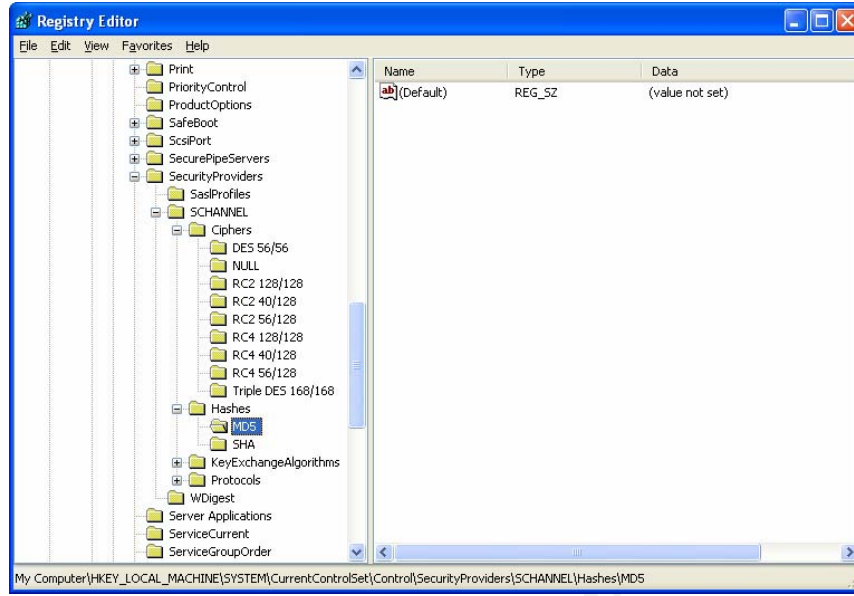 Registry Editor
File Edit View Favorites Help
Print
PriorityControl
ProductOptions
SafeBoot
ScsiPort
SecurePipeServers
SecurityProviders
SaslProfiles
SCHANNEL
Ciphers
DES 56/56
NULL
RC2 128/128
RC2 40/128
RC2 56/128
RC4 128/128
RC4 40/128
RC4 56/128
Triple DES 168/168
Hashes
MD5
SHA
KeyExchangeAlgorithms
Protocols
WDigest
Server Applications
ServiceCurrent
ServiceGroupOrder
Name Type Data
ab (Default) REG_SZ (value not set)
My Computer\HKEY_LOCAL_MACHINE\SYSTEM\CurrentControlSet\Control\SecurityProviders\SCHANNEL\Hashes\MD5